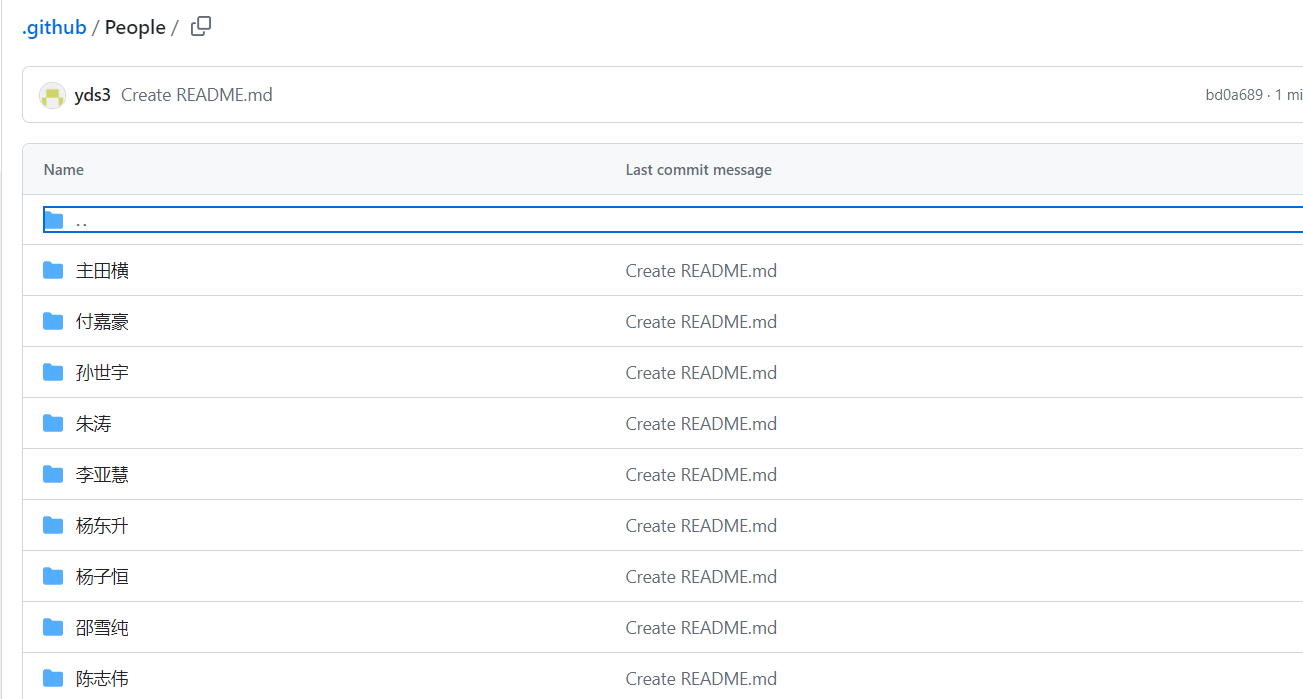 .github / People /
yds3 Create README.md bd0a689 · 1 mi
Name Last commit message
..
主田横 Create README.md
付嘉豪 Create README.md
孙世宇 Create README.md
朱涛 Create README.md
李亚慧 Create README.md
杨东升 Create README.md
杨子恒 Create README.md
邵雪纯 Create README.md
陈志伟 Create README.md